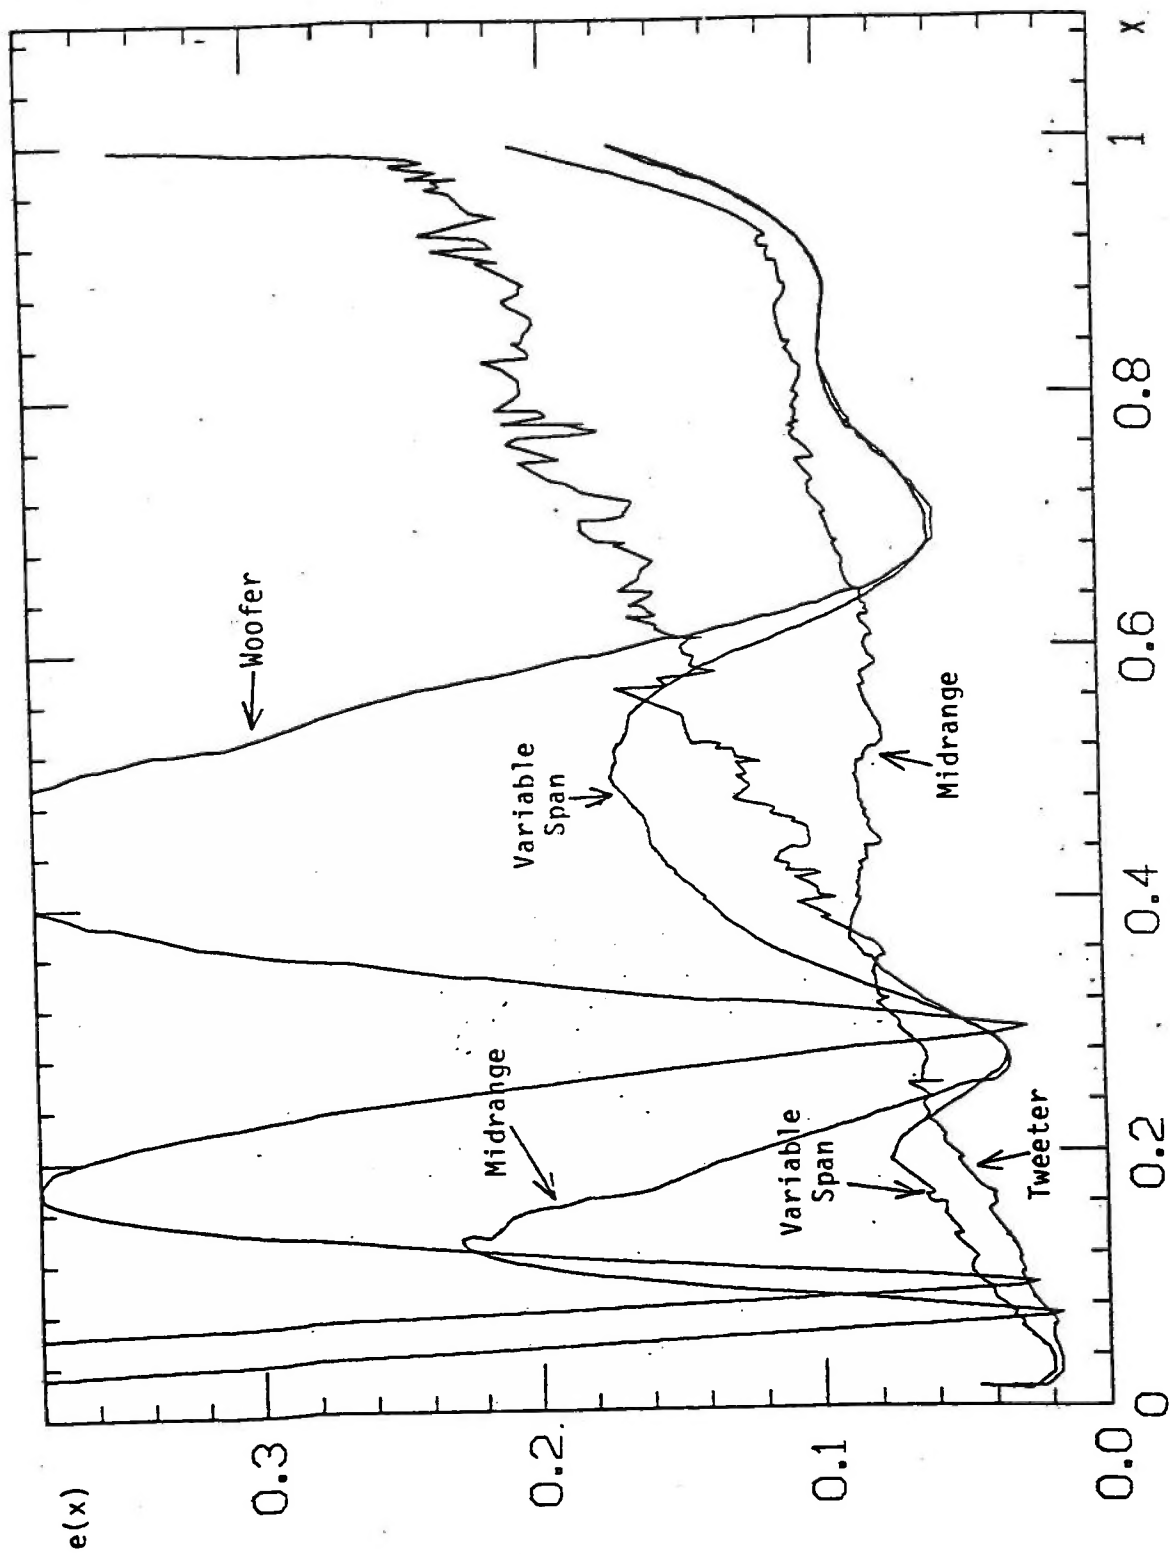 e(x)
0.3
0.2
0.1
0.0
Woofer
Variable
Span
Midrange
Midrange
Variable
Span
Tweeter
0
0.2
0.4
0.6
0.8
1
x